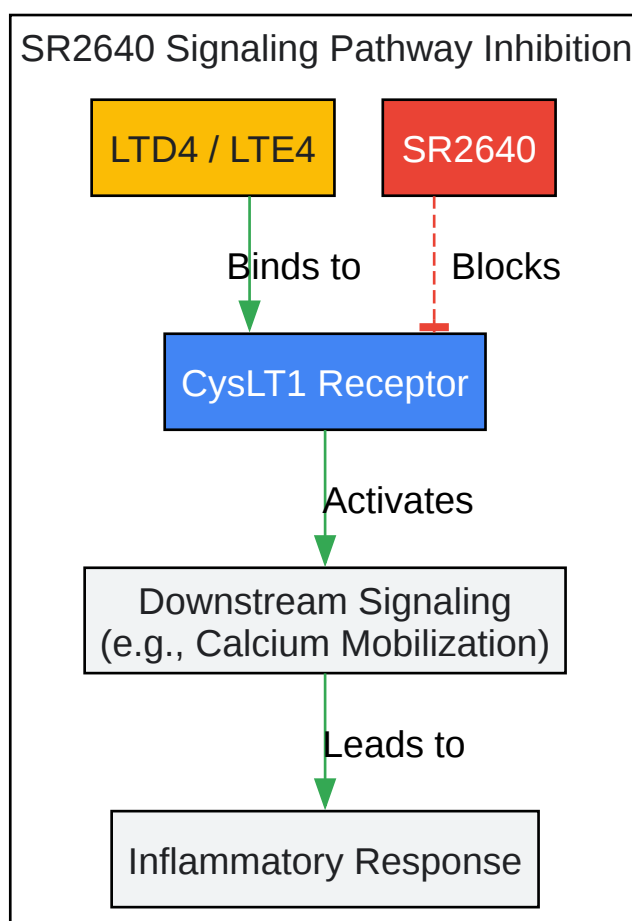 SR2640 Signaling Pathway Inhibition
LTD4 / LTE4
SR2640
Binds to
Blocks
CysLT1 Receptor
Activates
Downstream Signaling
(e.g., Calcium Mobilization)
Leads to
Inflammatory Response